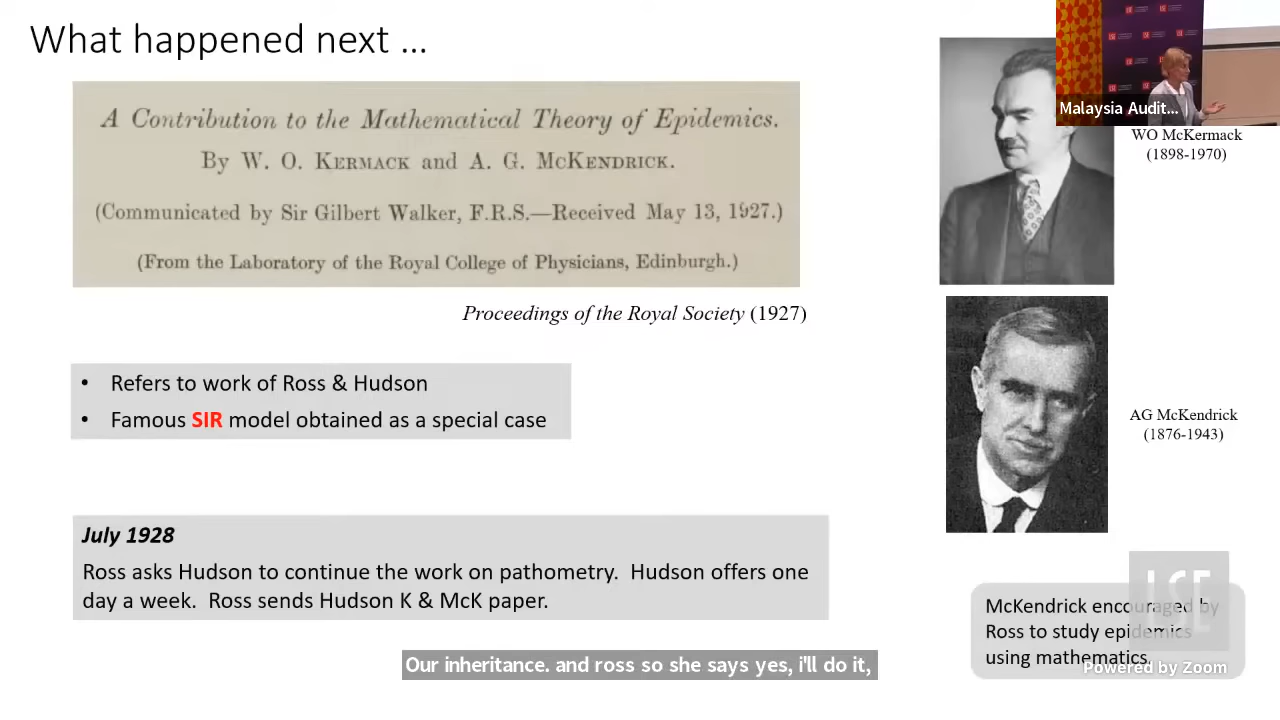 What happened next ...
A Contribution to the Mathematical Theory of Epidemics.
By W. O. KERMACK and A. G. MCKENDRICK.
(Communicated by Sir Gilbert Walker, F.R.S.—Received May 13, 1927.)
(From the Laboratory of the Royal College of Physicians, Edinburgh.)
Proceedings of the Royal Society (1927)
• Refers to work of Ross & Hudson
• Famous SIR model obtained as a special case
July 1928
Ross asks Hudson to continue the work on pathometry. Hudson offers one
day a week. Ross sends Hudson K & McK paper.
Malaysia Audit...
WO McKermack
(1898-1970)
AG McKendrick
(1876-1943)
McKendrick encouraged by
Ross to study epidemics
using mathematics.
LSE
Powered by Zoom
Our inheritance. and ross so she says yes, i'll do it,